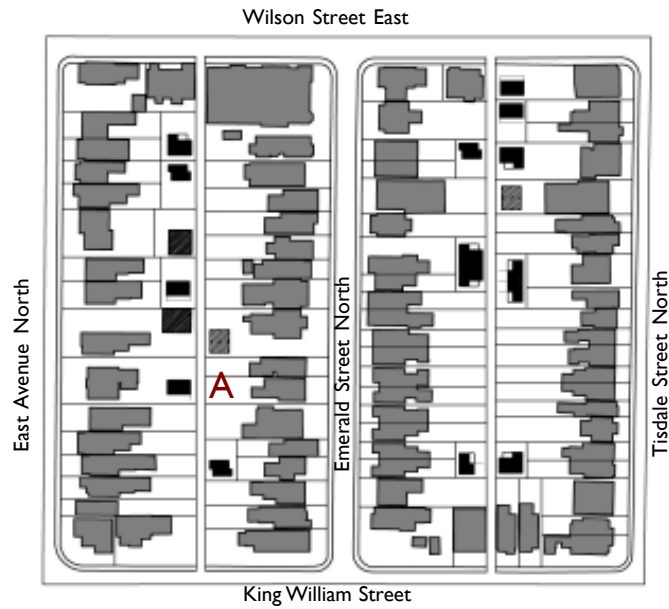 Wilson Street East
East Avenue North
A
Emerald Street North
Tisdale Street North
King William Street